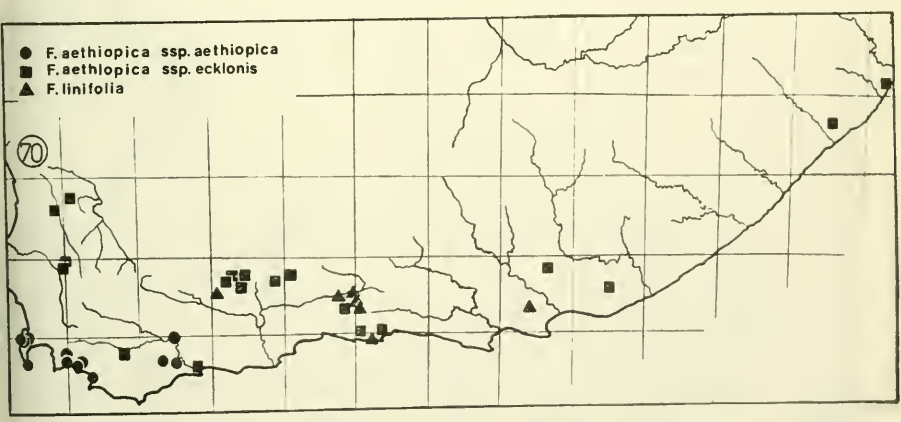 F. aethiopica ssp. aethiopica
F. aethiopica ssp. ecklonis
F. linifolia
70